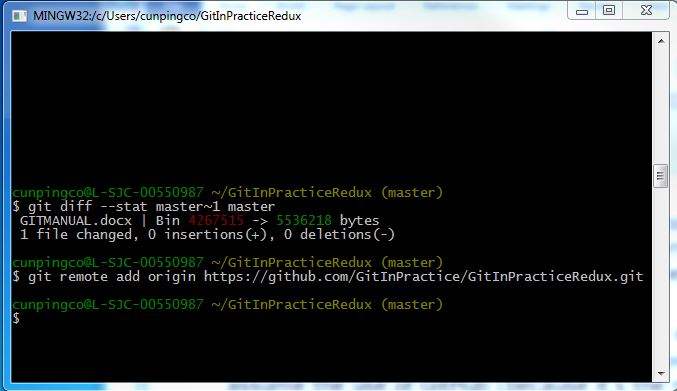 MINGW32:/c/Users/cunpingco/GitInPracticeRedux
cunpingco@L-SJC-00550987 ~/GitInPracticeRedux (master)
$ git diff --stat master~1 master
 GITMANUAL.docx | Bin 4267515 -> 5536218 bytes
 1 file changed, 0 insertions(+), 0 deletions(-)
cunpingco@L-SJC-00550987 ~/GitInPracticeRedux (master)
$ git remote add origin https://github.com/GitInPractice/GitInPracticeRedux.git
cunpingco@L-SJC-00550987 ~/GitInPracticeRedux (master)
$